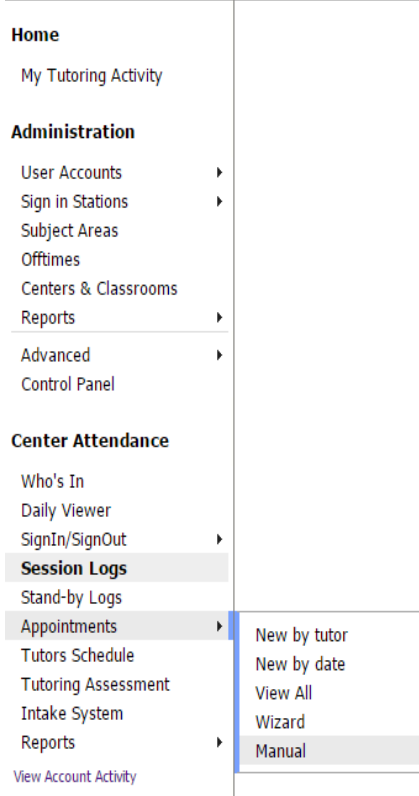 Home
My Tutoring Activity
Administration
User Accounts
Sign in Stations
Subject Areas
Offtimes
Centers & Classrooms
Reports
Advanced
Control Panel
Center Attendance
Who's In
Daily Viewer
SignIn/SignOut
Session Logs
Stand-by Logs
Appointments
Tutors Schedule
Tutoring Assessment
Intake System
Reports
View Account Activity
New by tutor
New by date
View All
Wizard
Manual